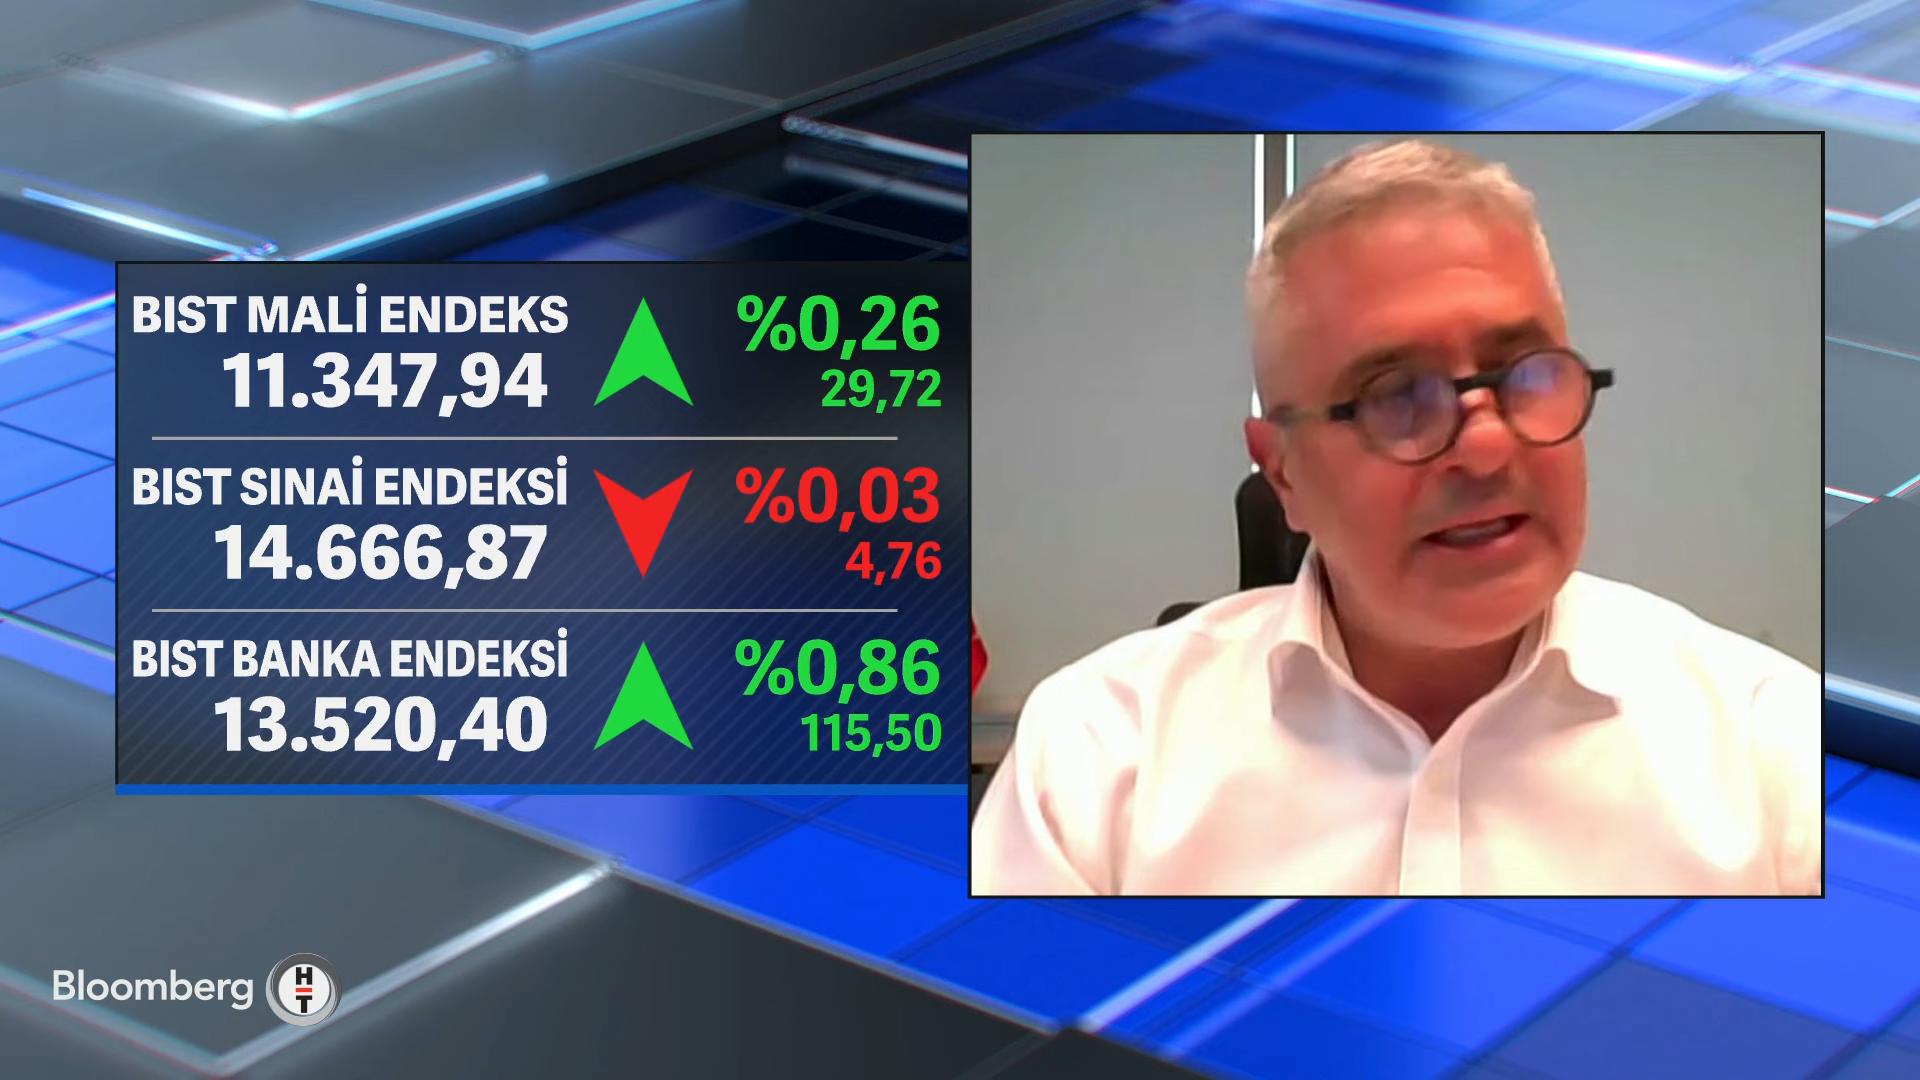 BIST MALİ ENDEKS
11.347,94
%0,26
29,72
BIST SINAİ ENDEKSİ
14.666,87
%0,03
4,76
BIST BANKA ENDEKSİ
13.520,40
%0,86
115,50
Bloomberg HT